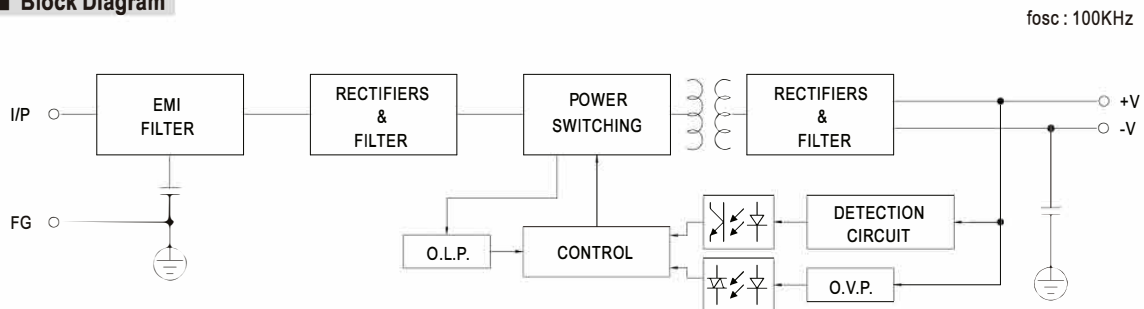 Block Diagram
fosc : 100KHz
I/P
EMI
FILTER
RECTIFIERS
&
FILTER
POWER
SWITCHING
RECTIFIERS
&
FILTER
+V
-V
FG
O.L.P.
CONTROL
DETECTION
CIRCUIT
O.V.P.